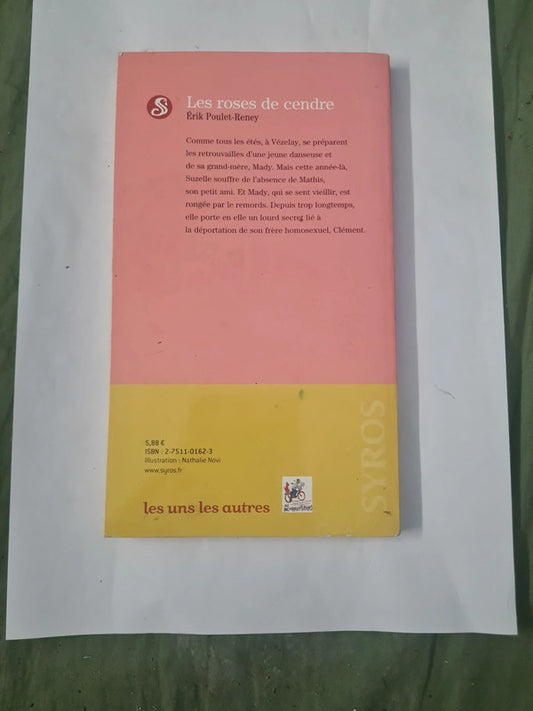 Les roses de cendre
Érik Poulet-Reney
Comme tous les étés, à Vézelay, se préparent
les retrouvailles d'une jeune danseuse et
de sa grand-mère, Mady. Mais cette année-là,
Suzelle souffre de l'absence de Mathis,
son petit ami. Et Mady, qui se sent vieillir, est
rongée par le remords. Depuis trop longtemps,
elle porte en elle un lourd secret lié à
la déportation de son frère homosexuel, Clément.
5,88 €
ISBN : 2-7511-0162-3
Illustration : Nathalie Novi
www.syros.fr
les uns les autres
SYROS